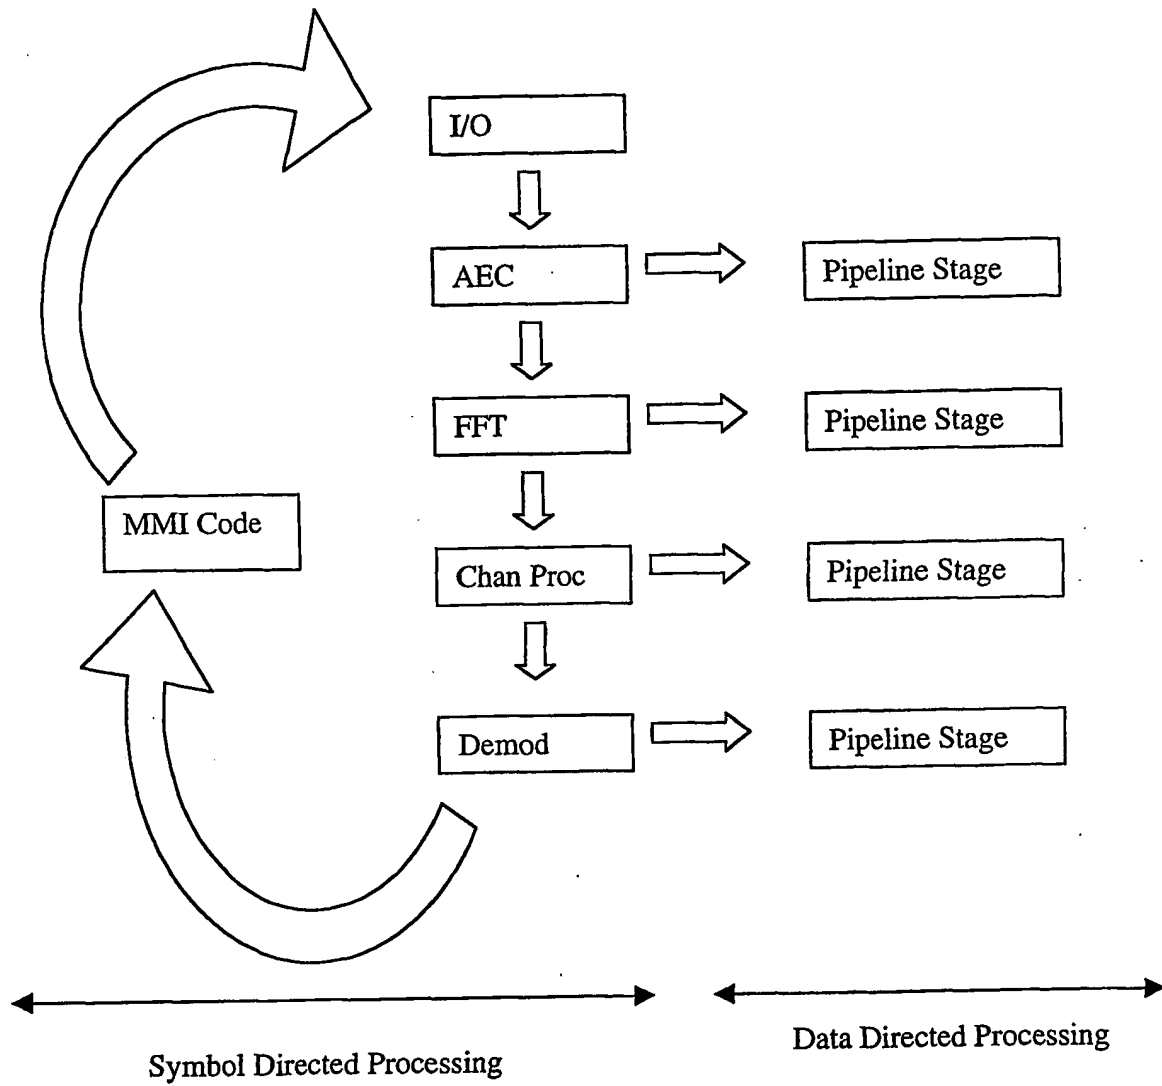 I/O
AEC
Pipeline Stage
FFT
Pipeline Stage
MMI Code
Chan Proc
Pipeline Stage
Demod
Pipeline Stage
Symbol Directed Processing
Data Directed Processing